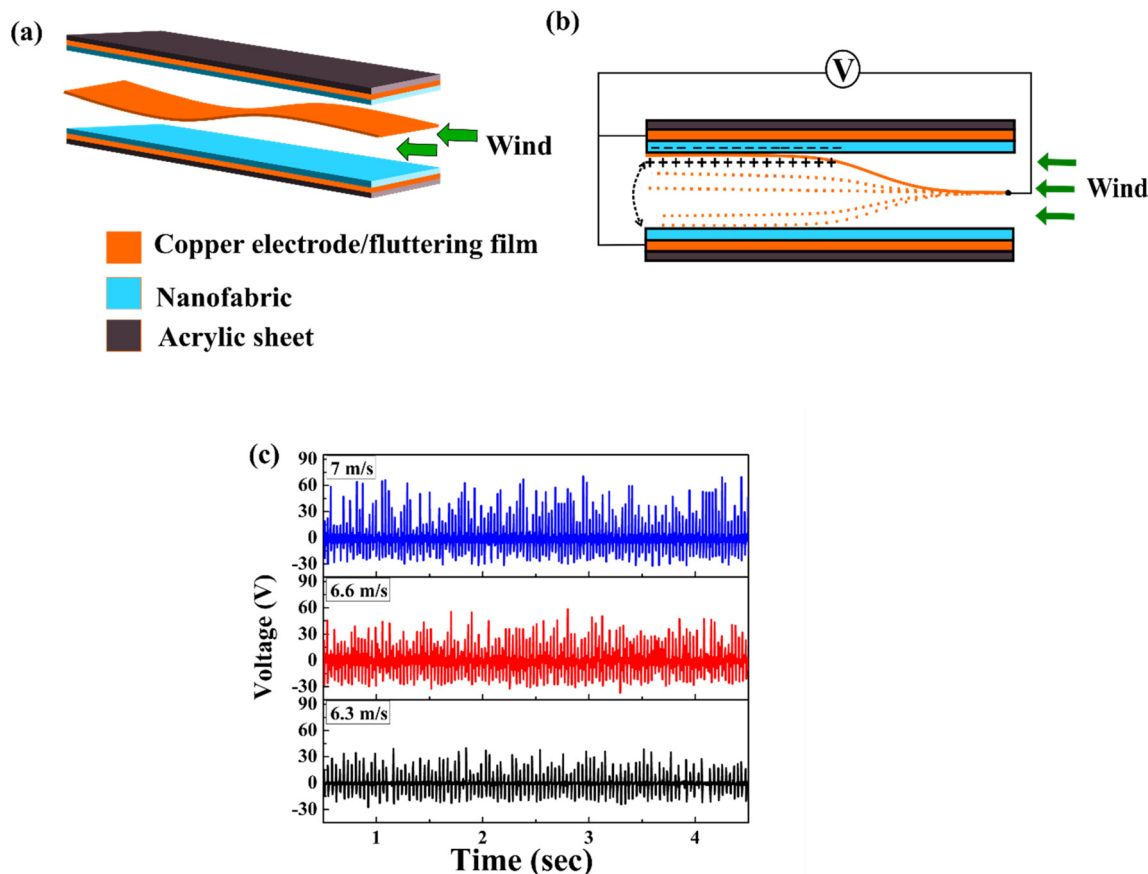 (a)
Wind
Copper electrode/fluttering film
Nanofabric
Acrylic sheet
(b)
V
– – – – – – – – – – – – – – –
+ + + + + + + + + + + + + +
Wind
(c)
Voltage (V)
7 m/s
90
60
30
0
-30
6.6 m/s
90
60
30
0
-30
6.3 m/s
90
60
30
0
-30
1 2 3 4
Time (sec)